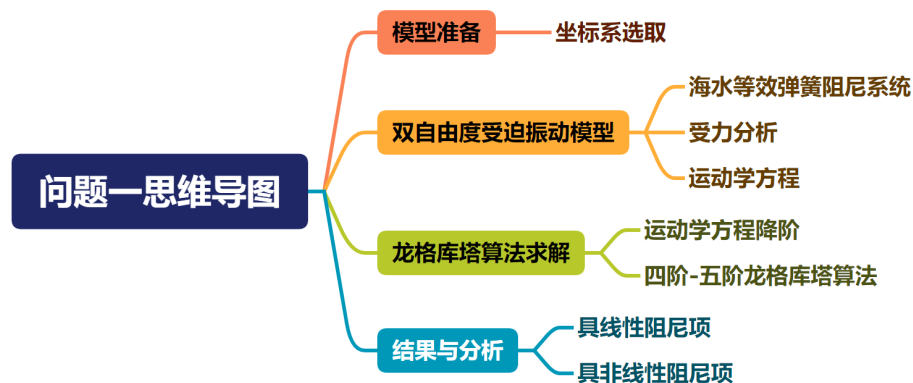 问题一思维导图
模型准备
坐标系选取
双自由度受迫振动模型
海水等效弹簧阻尼系统
受力分析
运动学方程
龙格库塔算法求解
运动学方程降阶
四阶-五阶龙格库塔算法
结果与分析
具线性阻尼项
具非线性阻尼项